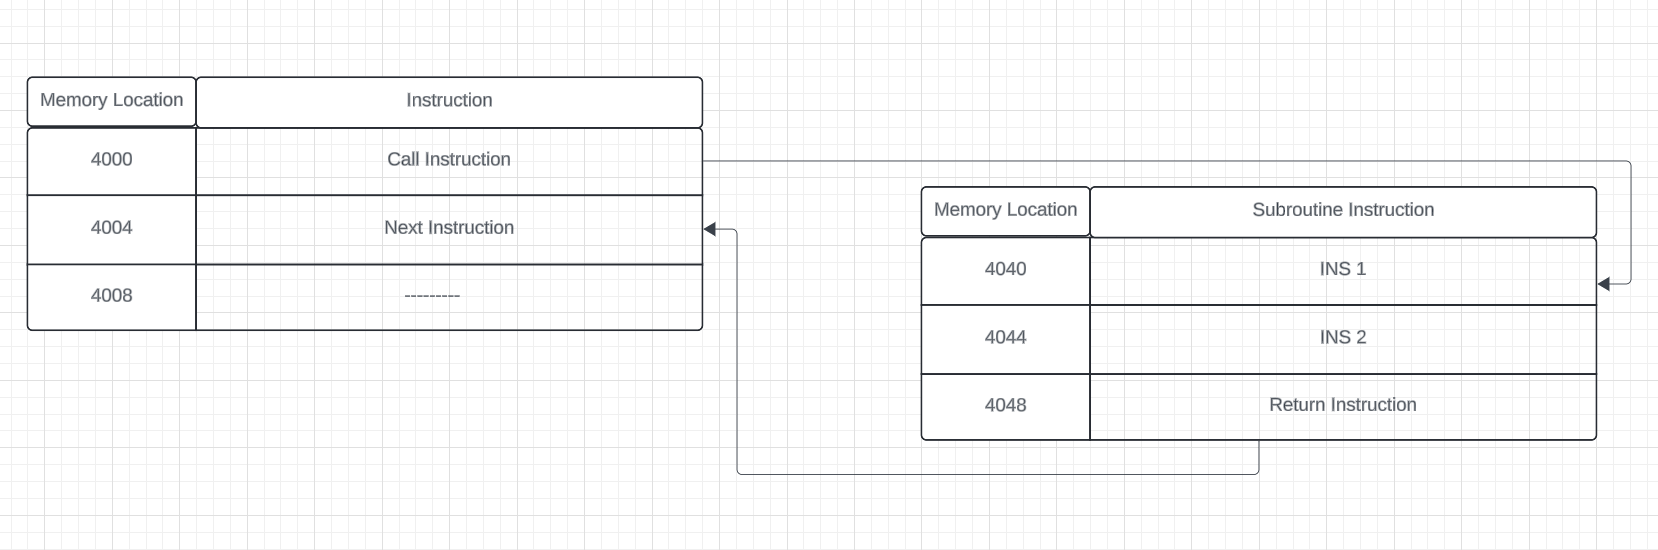 Memory Location Instruction
4000 Call Instruction
4004 Next Instruction
4008 ---------
Memory Location Subroutine Instruction
4040 INS 1
4044 INS 2
4048 Return Instruction